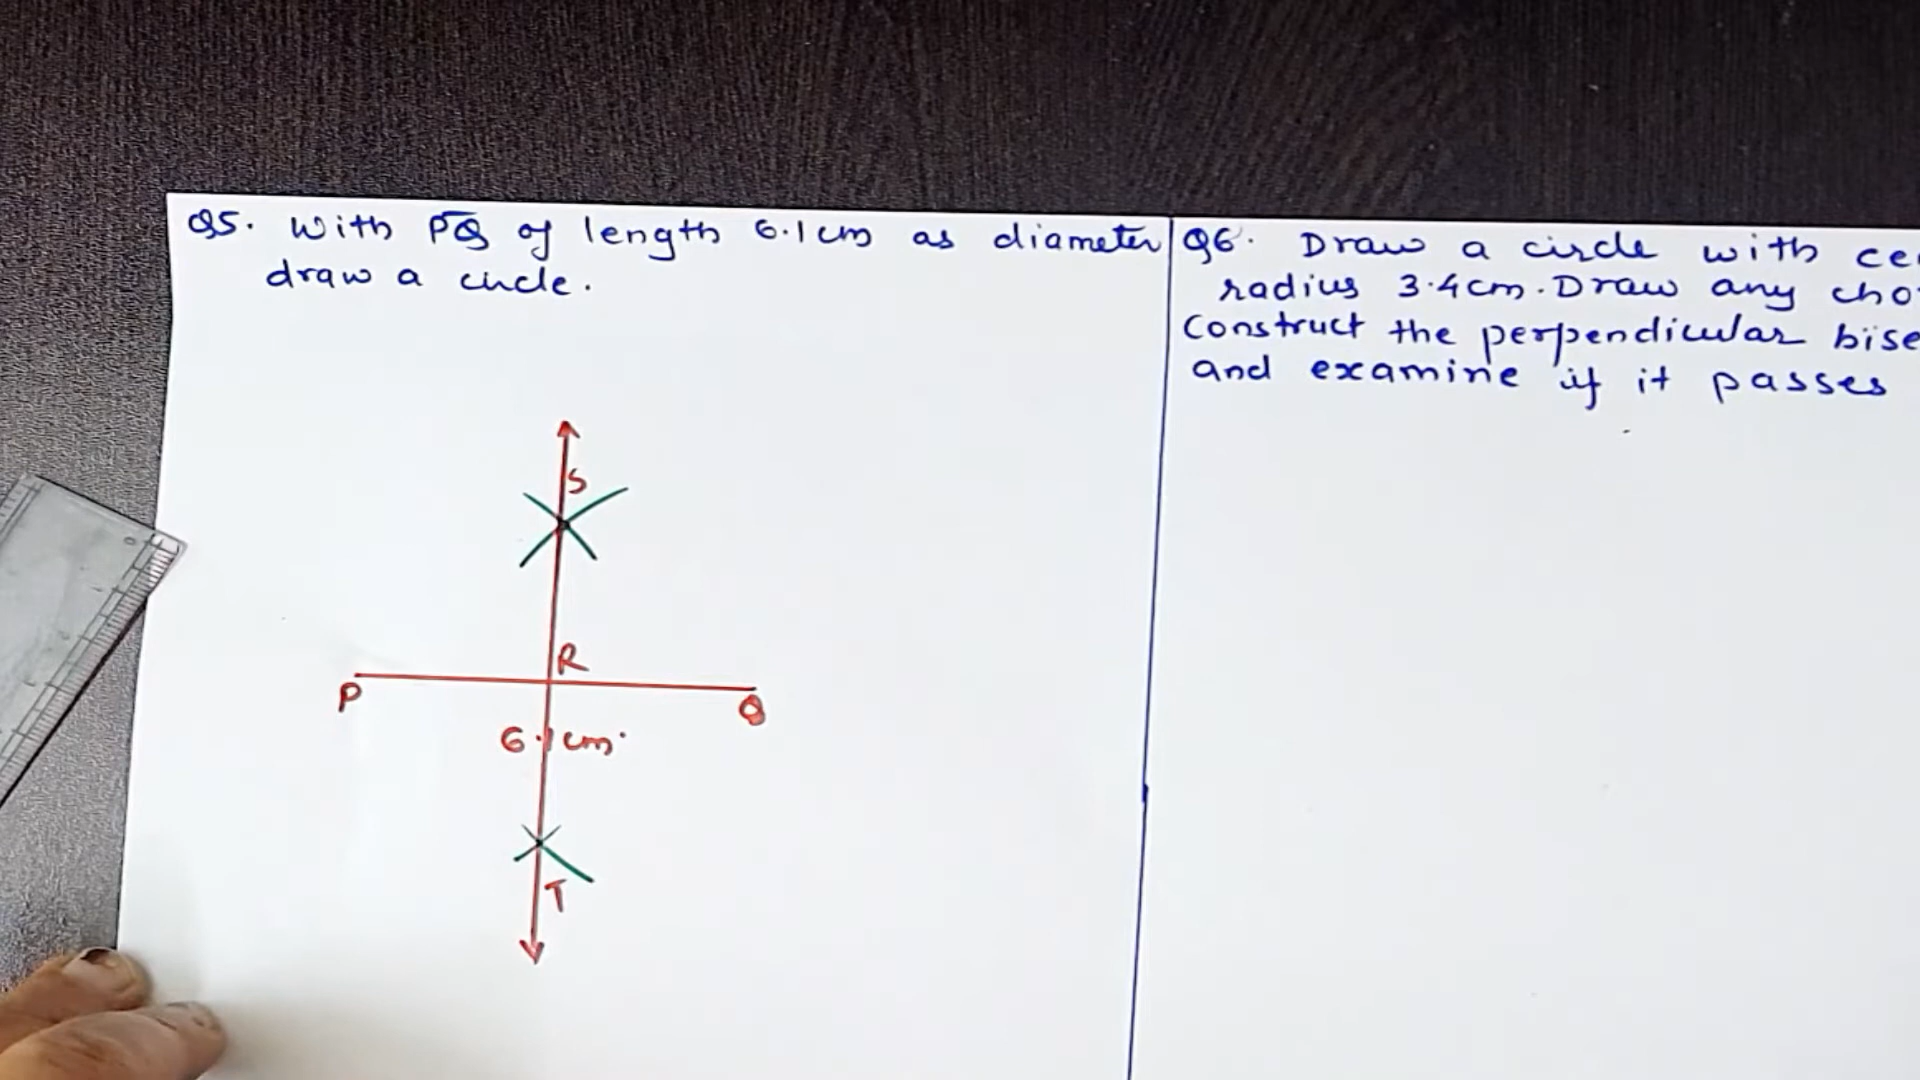 Q5. With PQ of length 6.1cm as diameter
draw a circle.
Q6. Draw a circle with
radius 3.4cm. Draw any
Construct the perpendicular
and examine if it passes
S
R
P
Q
6.1cm.
T